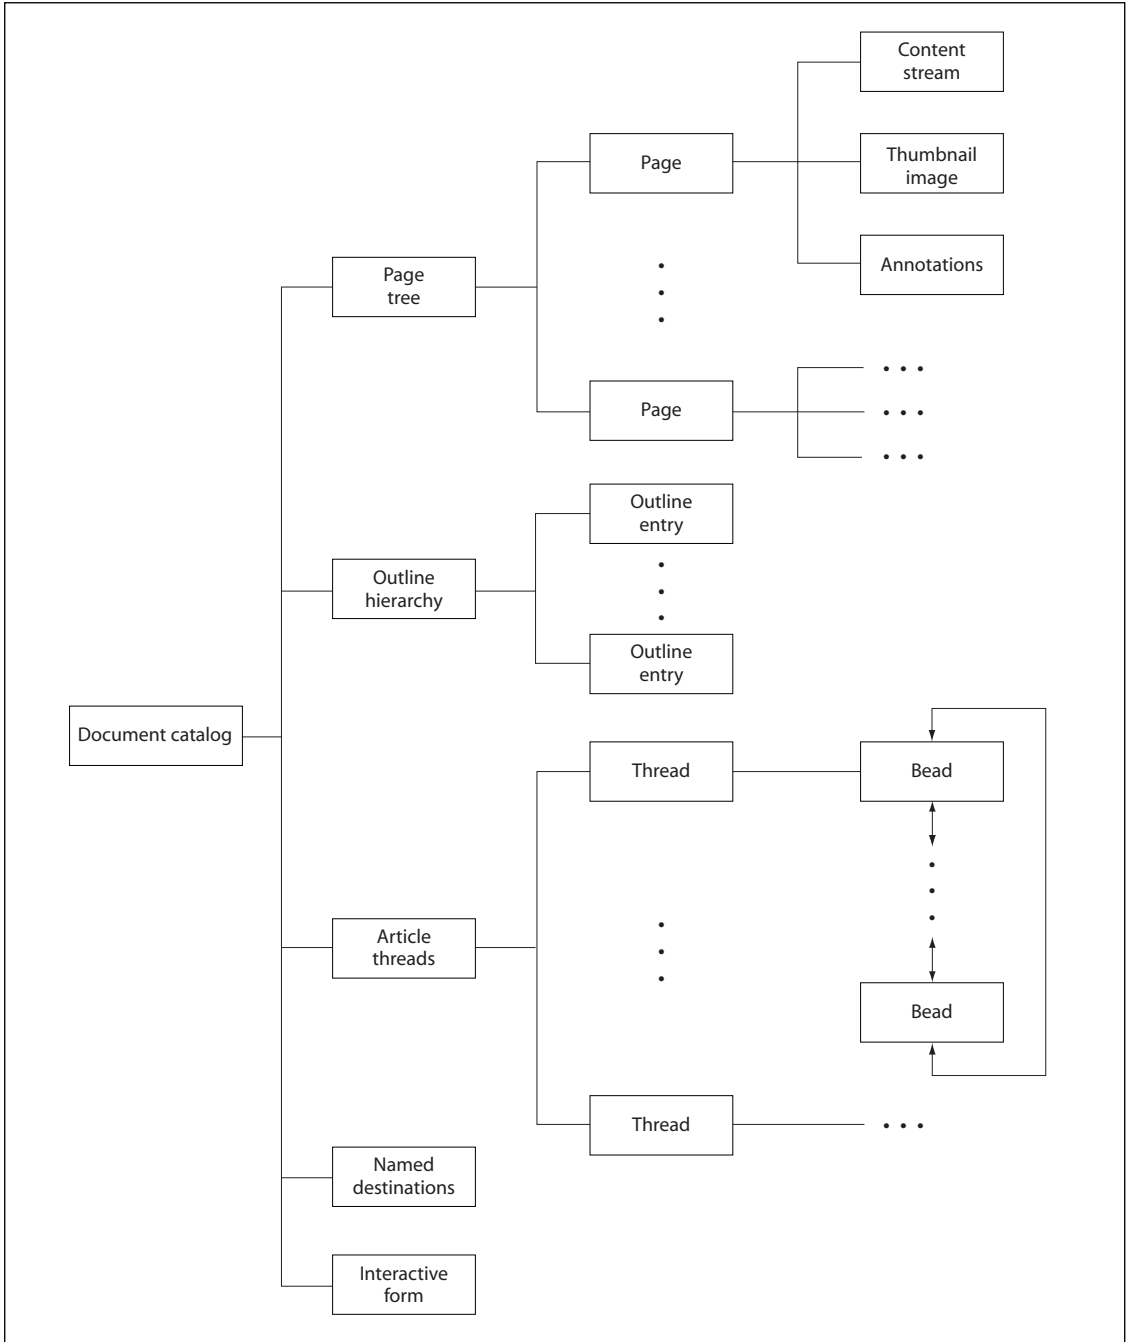 Content
stream
Page
Thumbnail
image
Annotations
Page
tree
Page
Outline
entry
Outline
hierarchy
Outline
entry
Document catalog
Thread
Bead
Article
threads
Bead
Thread
Named
destinations
Interactive
form